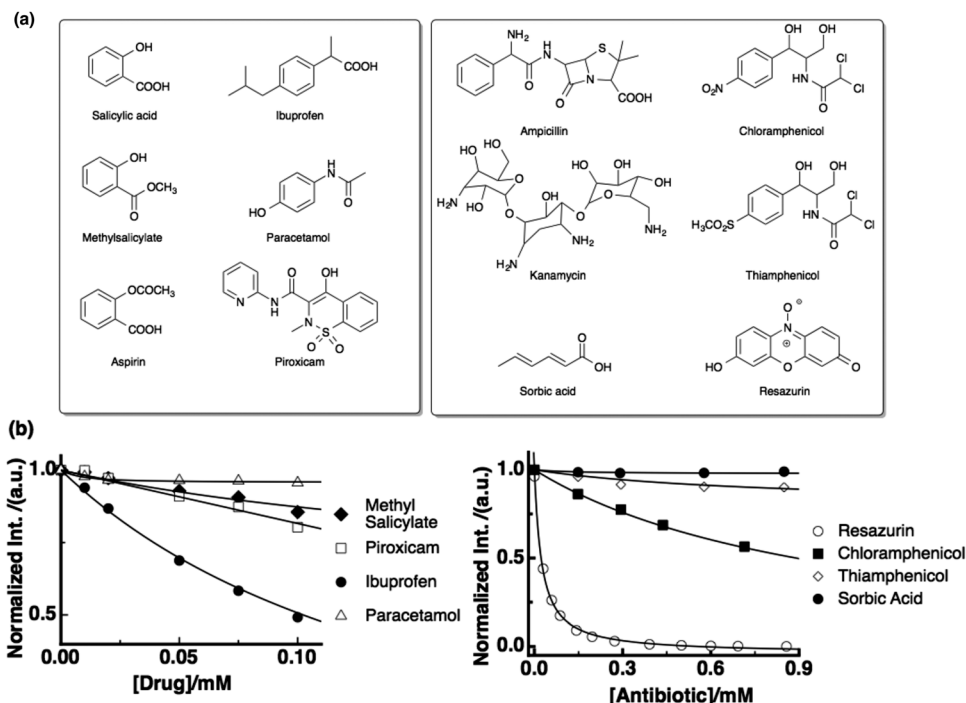 (a)
OH
COOH
Salicylic acid
COOH
Ibuprofen
OH
OCH3
O
Methylsalicylate
H
N
O
HO
Paracetamol
OCOCH3
COOH
Aspirin
N
NH
O
OH
N
S
O O
Piroxicam
NH2
H
N
O
S
N
O
COOH
Ampicillin
OH OH
O2N
HN
Cl
Cl
O
Chloramphenicol
HO
HO
O
H2N OH
O
OH
O
HO
HO
OH
O
NH2
NH2
H2N
Kanamycin
OH OH
H3CO2S
HN
Cl
Cl
O
Thiamphenicol
O
OH
Sorbic acid
O ⊖
N
⊕
HO
O
O
Resazurin
(b)
Normalized Int. /(a.u.)
1.0
0.5
0.00 0.05 0.10
[Drug]/mM
Methyl
Salicylate
Piroxicam
Ibuprofen
Paracetamol
Normalized Int. /(a.u.)
1.0
0.5
0.0
0.0 0.3 0.6 0.9
[Antibiotic]/mM
Resazurin
Chloramphenicol
Thiamphenicol
Sorbic Acid